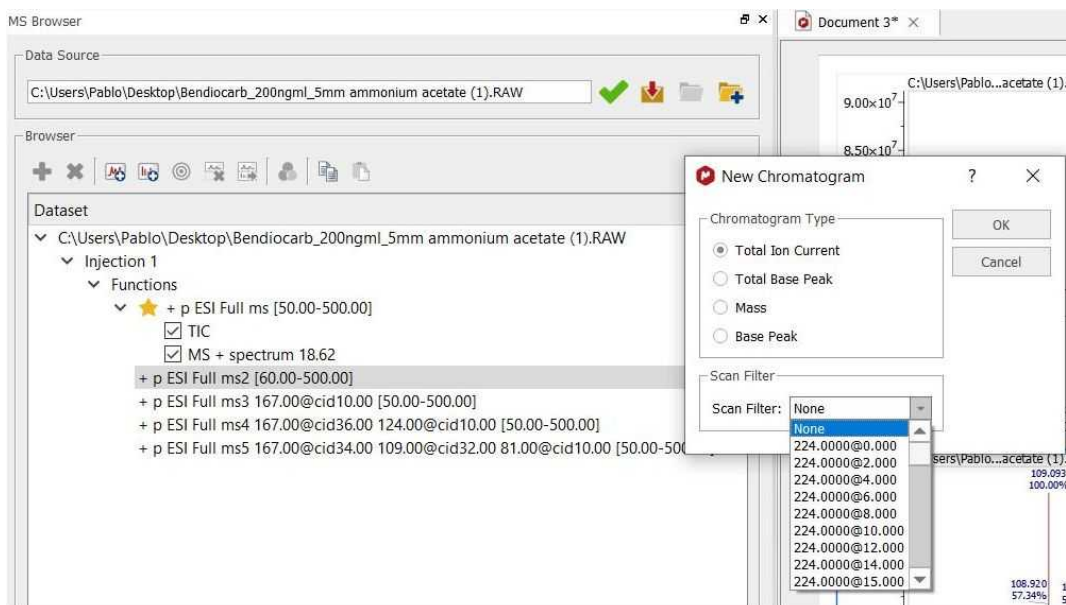 MS Browser
Data Source
C:\Users\Pablo\Desktop\Bendiocarb_200ngml_5mm ammonium acetate (1).RAW
Browser
Dataset
C:\Users\Pablo\Desktop\Bendiocarb_200ngml_5mm ammonium acetate (1).RAW
Injection 1
Functions
+ p ESI Full ms [50.00-500.00]
TIC
MS + spectrum 18.62
+ p ESI Full ms2 [60.00-500.00]
+ p ESI Full ms3 167.00@cid10.00 [50.00-500.00]
+ p ESI Full ms4 167.00@cid36.00 124.00@cid10.00 [50.00-500.00]
+ p ESI Full ms5 167.00@cid34.00 109.00@cid32.00 81.00@cid10.00 [50.00-50
Document 3*
C:\Users\Pablo...acetate (1).
9.00×10⁷
8.50×10⁷
New Chromatogram
?
Chromatogram Type
Total Ion Current
Total Base Peak
Mass
Base Peak
OK
Cancel
Scan Filter
Scan Filter: None
None
224.0000@0.000
224.0000@2.000
224.0000@4.000
224.0000@6.000
224.0000@8.000
224.0000@10.000
224.0000@12.000
224.0000@14.000
224.0000@15.000
sers\Pablo...acetate (1).
109.093
100.00%
108.920
57.34%